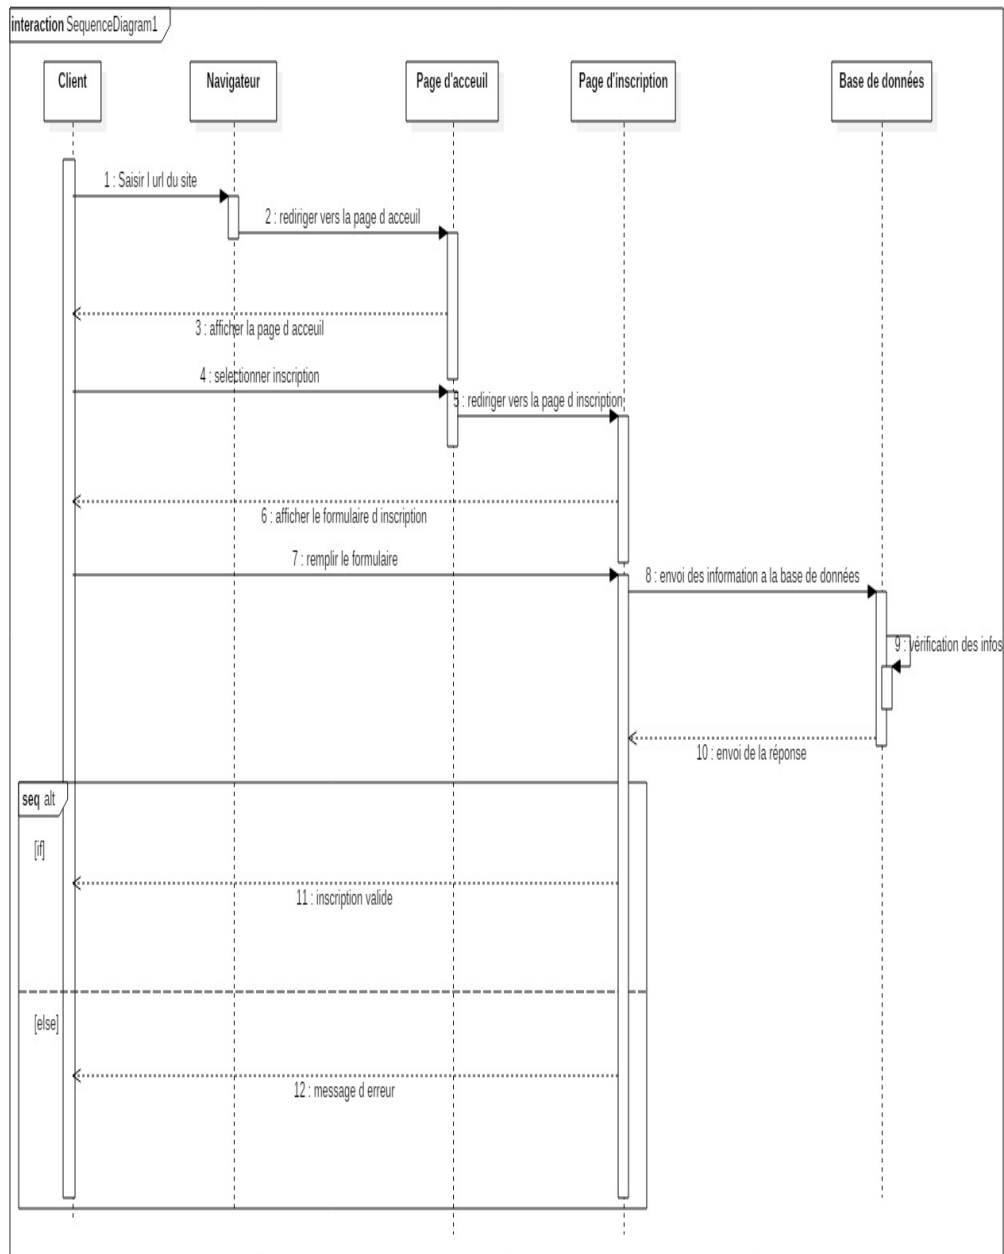 interaction SequenceDiagram1
Client
Navigateur
Page d'acceuil
Page d'inscription
Base de données
1 : Saisir l url du site
2 : rediriger vers la page d acceuil
3 : afficher la page d acceuil
4 : selectionner inscription
5 : rediriger vers la page d inscription
6 : afficher le formulaire d inscription
7 : remplir le formulaire
8 : envoi des information a la base de données
9 : vérification des infos
10 : envoi de la réponse
seq alt
[if]
11 : inscription valide
[else]
12 : message d erreur